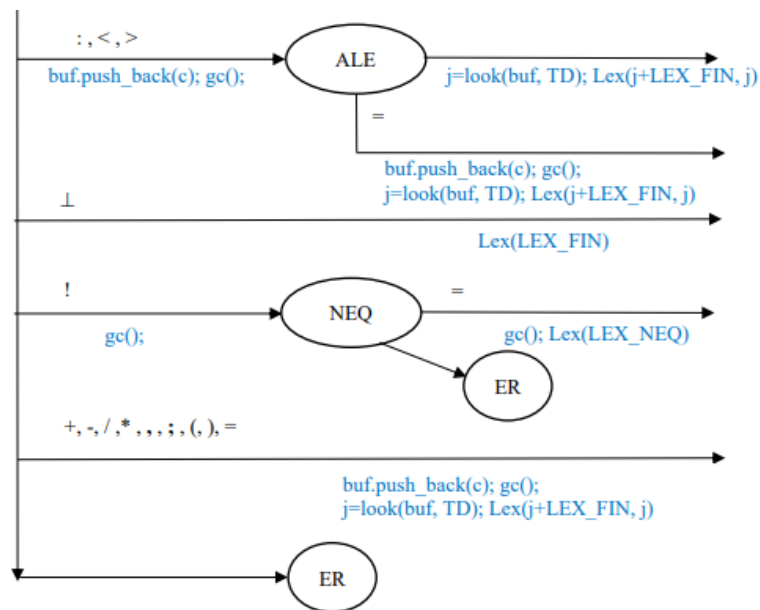 : , < , >
buf.push_back(c); gc();
ALE
j=look(buf, TD); Lex(j+LEX_FIN, j)
=
buf.push_back(c); gc();
j=look(buf, TD); Lex(j+LEX_FIN, j)
⊥
Lex(LEX_FIN)
!
gc();
NEQ
=
gc(); Lex(LEX_NEQ)
ER
+, -, / ,* , , , ; , (, ), =
buf.push_back(c); gc();
j=look(buf, TD); Lex(j+LEX_FIN, j)
ER